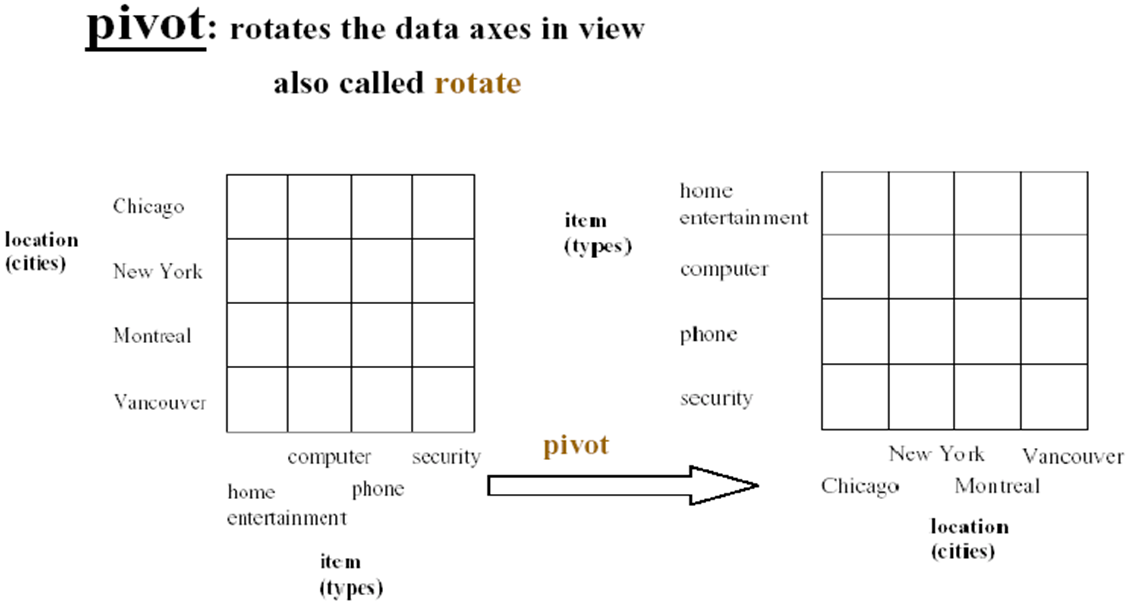 pivot: rotates the data axes in view
also called rotate
location
(cities)
Chicago
New York
Montreal
Vancouver
computer
security
home
entertainment
phone
item
(types)
pivot
item
(types)
home
entertainment
computer
phone
security
New York
Vancouver
Chicago
Montreal
location
(cities)